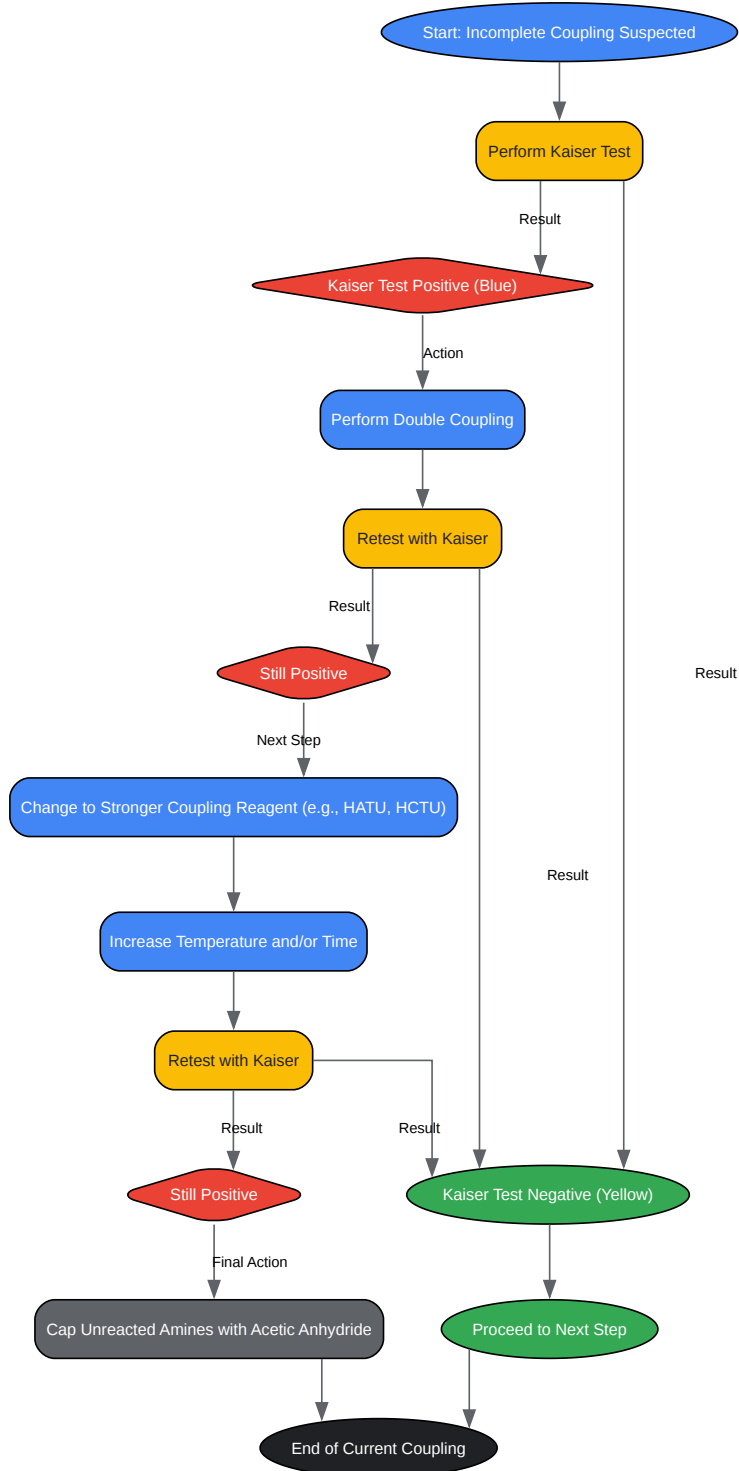 Start: Incomplete Coupling Suspected
Perform Kaiser Test
Result
Kaiser Test Positive (Blue)
Action
Perform Double Coupling
Retest with Kaiser
Result
Still Positive
Result
Next Step
Change to Stronger Coupling Reagent (e.g., HATU, HCTU)
Result
Increase Temperature and/or Time
Retest with Kaiser
Result
Result
Still Positive
Kaiser Test Negative (Yellow)
Final Action
Cap Unreacted Amines with Acetic Anhydride
Proceed to Next Step
End of Current Coupling